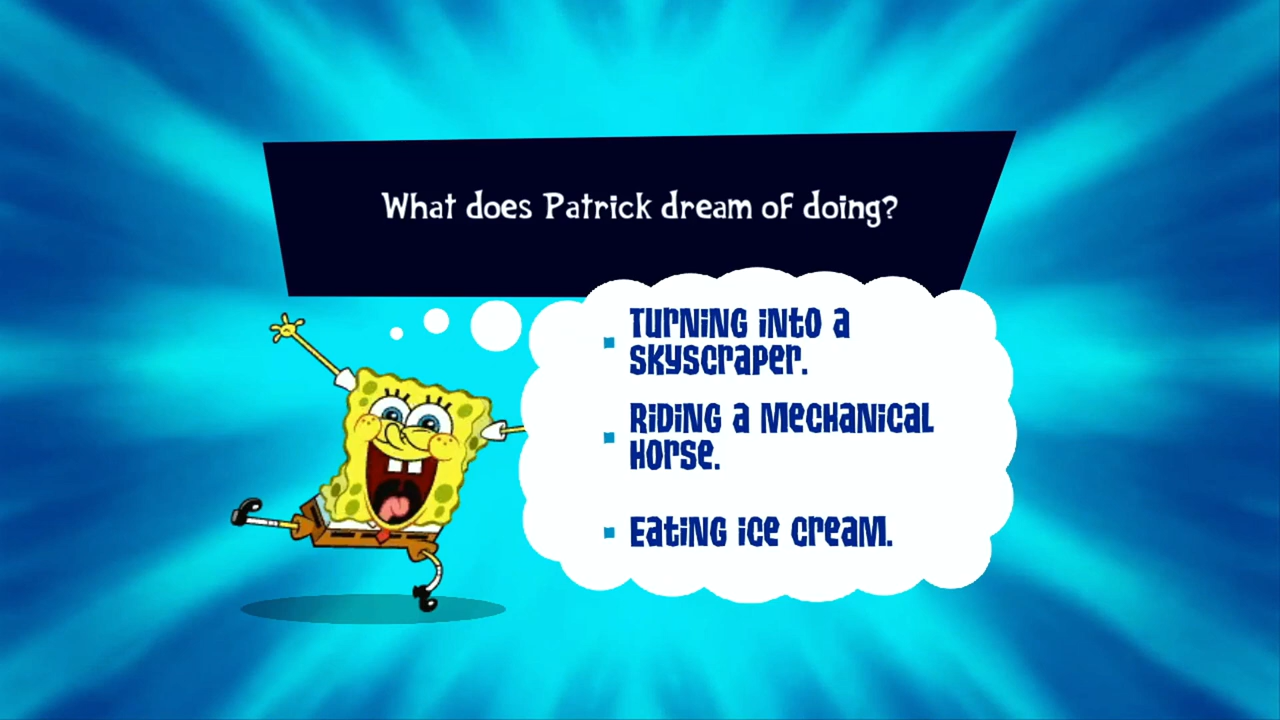 What does Patrick dream of doing?
Turning into a
skyscraper.
Riding a mechanical
horse.
Eating ice cream.